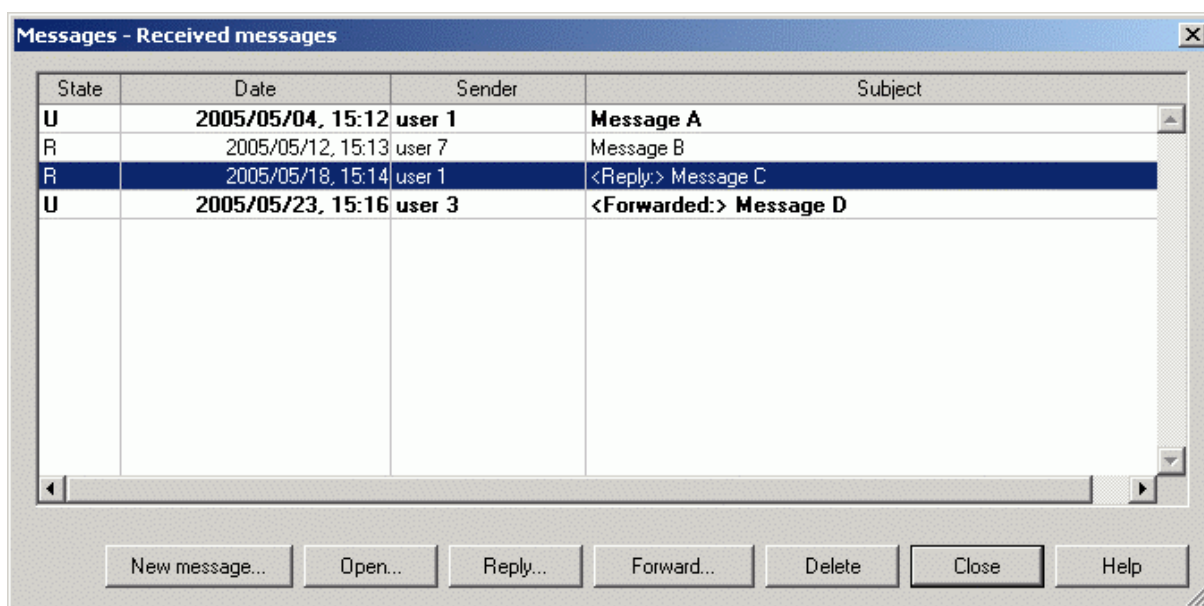 Messages - Received messages
State Date Sender Subject
U 2005/05/04, 15:12 user 1 Message A
R 2005/05/12, 15:13 user 7 Message B
R 2005/05/18, 15:14 user 1 <Reply:> Message C
U 2005/05/23, 15:16 user 3 <Forwarded:> Message D
New message... Open... Reply... Forward... Delete Close Help